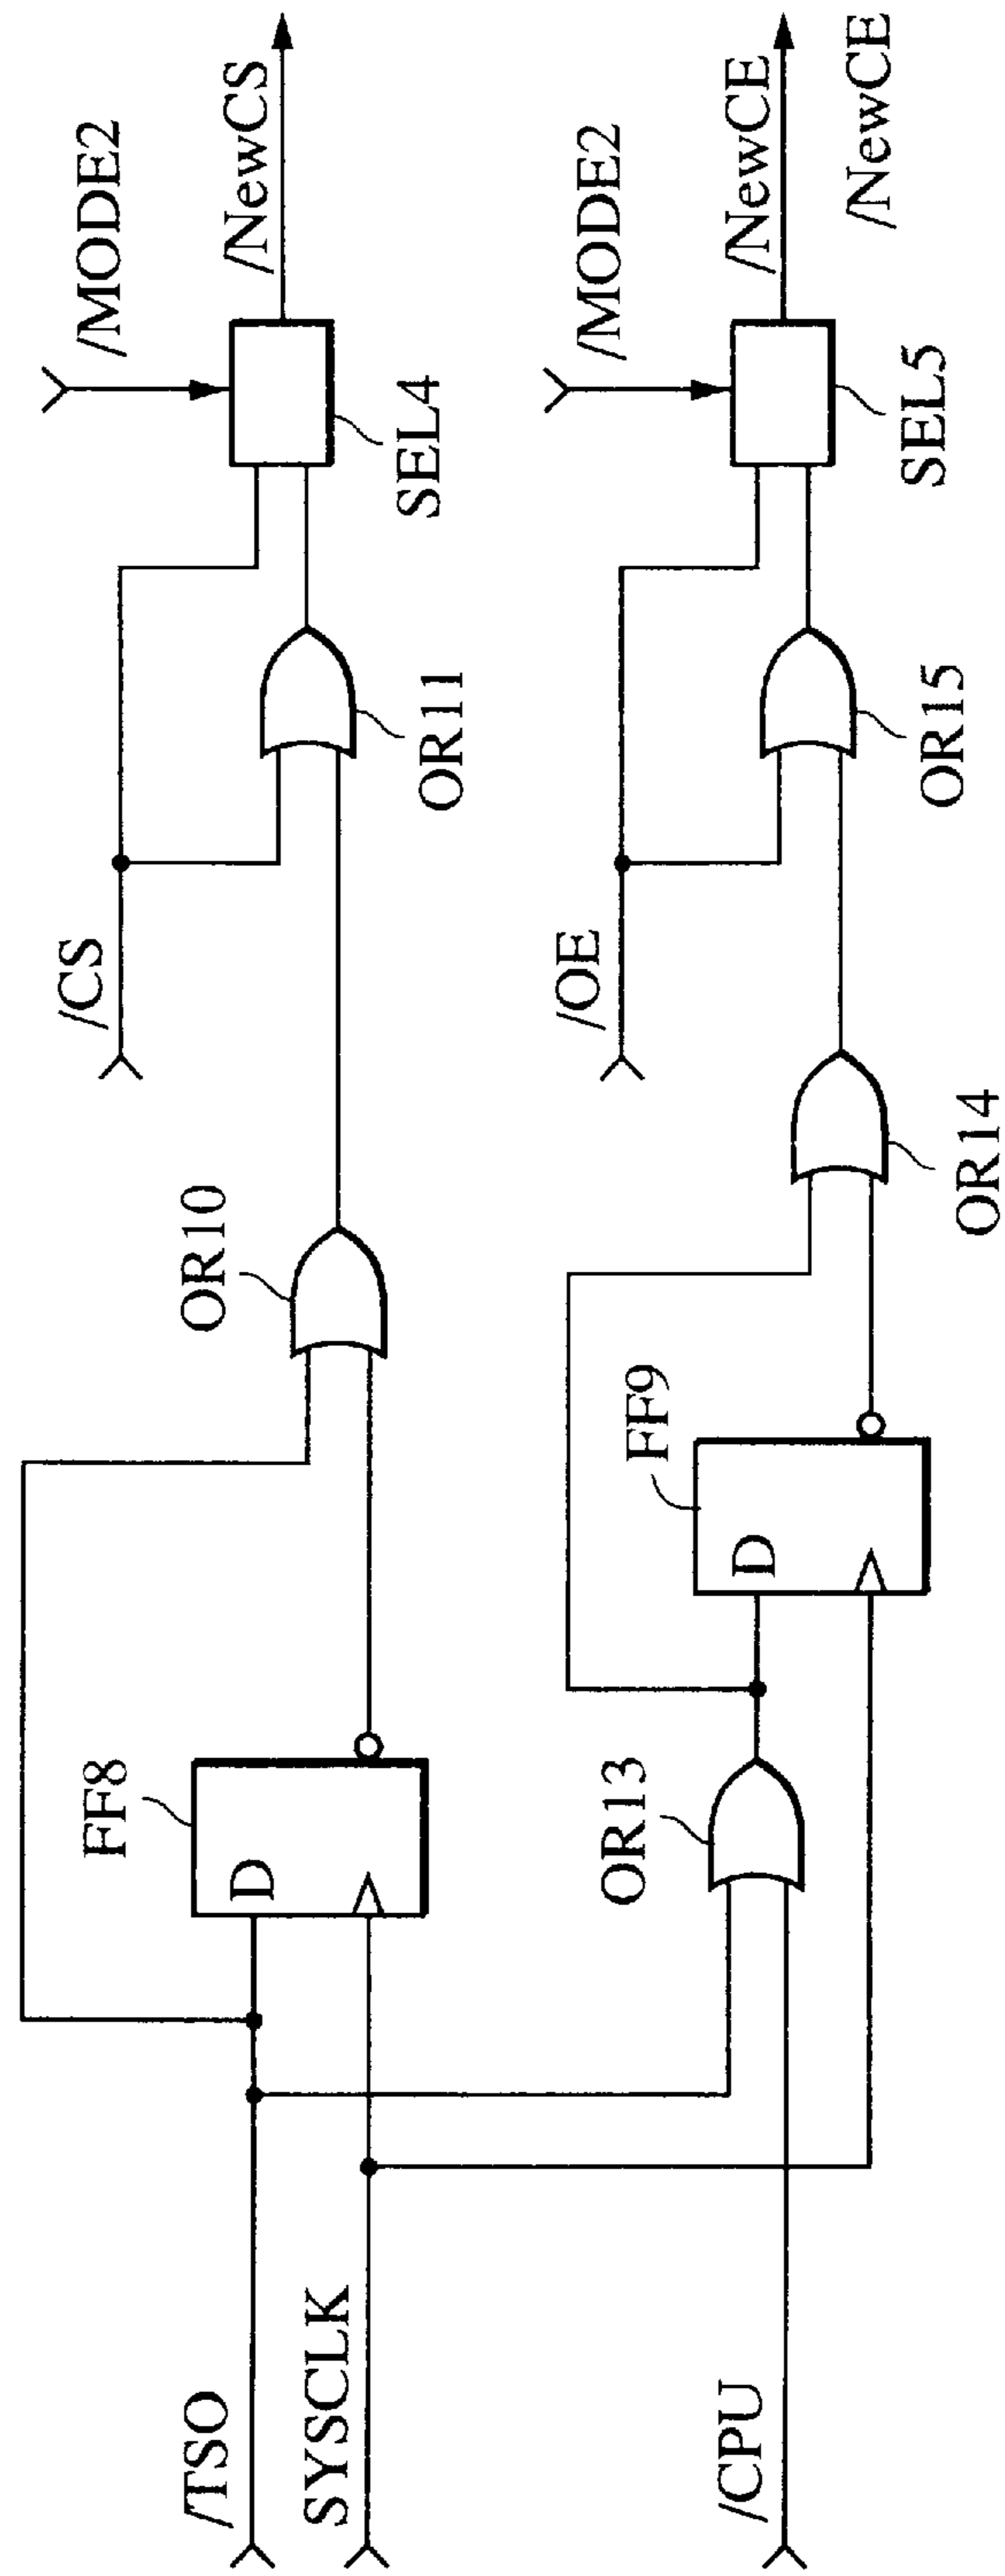 /TSO
SYSCLK
/CPU
FF8
D
OR13
FF9
D
OR10
OR14
/CS
/OE
OR11
OR15
SEL4
SEL5
/MODE2
/MODE2
/NewCS
/NewCE
/NewCE